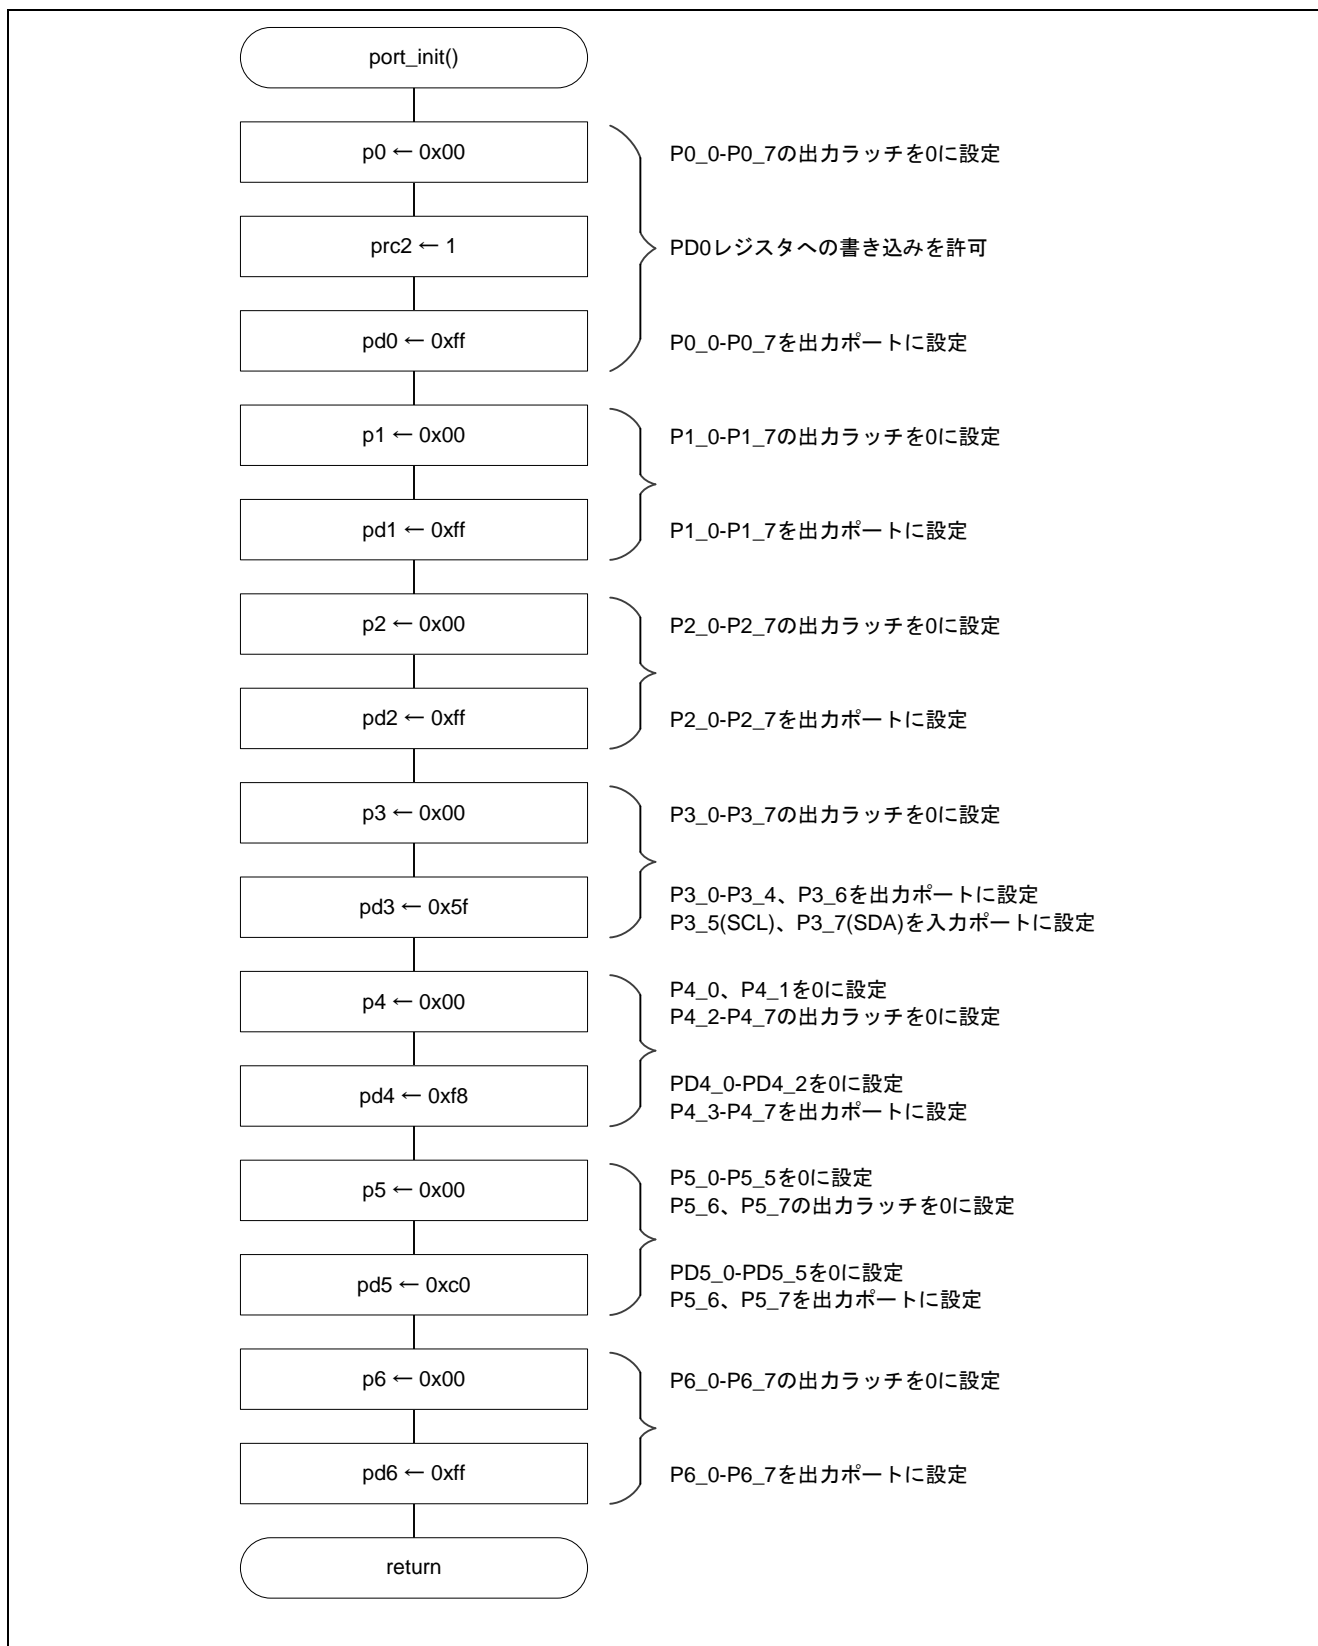 port_init()
p0 ← 0x00
P0_0-P0_7の出力ラッチを0に設定
prc2 ← 1
PD0レジスタへの書き込みを許可
pd0 ← 0xff
P0_0-P0_7を出力ポートに設定
p1 ← 0x00
P1_0-P1_7の出力ラッチを0に設定
pd1 ← 0xff
P1_0-P1_7を出力ポートに設定
p2 ← 0x00
P2_0-P2_7の出力ラッチを0に設定
pd2 ← 0xff
P2_0-P2_7を出力ポートに設定
p3 ← 0x00
P3_0-P3_7の出力ラッチを0に設定
pd3 ← 0x5f
P3_0-P3_4、P3_6を出力ポートに設定
P3_5(SCL)、P3_7(SDA)を入力ポートに設定
p4 ← 0x00
P4_0、P4_1を0に設定
P4_2-P4_7の出力ラッチを0に設定
pd4 ← 0xf8
PD4_0-PD4_2を0に設定
P4_3-P4_7を出力ポートに設定
p5 ← 0x00
P5_0-P5_5を0に設定
P5_6、P5_7の出力ラッチを0に設定
pd5 ← 0xc0
PD5_0-PD5_5を0に設定
P5_6、P5_7を出力ポートに設定
p6 ← 0x00
P6_0-P6_7の出力ラッチを0に設定
pd6 ← 0xff
P6_0-P6_7を出力ポートに設定
return